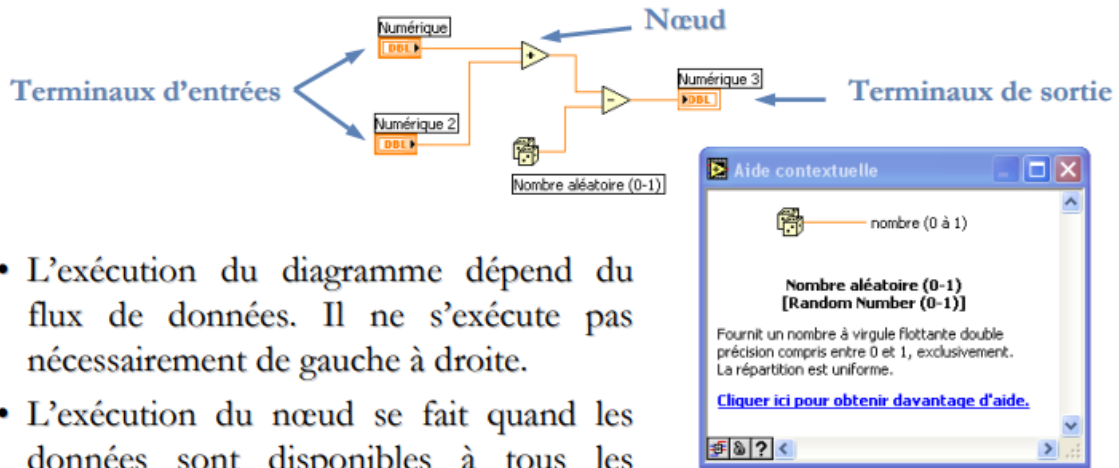 Numérique
Nœud
DBL
Terminaux d'entrées
Numérique 3
DBL
Terminaux de sortie
Numérique 2
DBL
Nombre aléatoire (0-1)
Aide contextuelle
nombre (0 à 1)
Nombre aléatoire (0-1)
[Random Number (0-1)]
Fournit un nombre à virgule flottante double
précision compris entre 0 et 1, exclusivement.
La répartition est uniforme.
Cliquer ici pour obtenir davantage d'aide.
?
• L'exécution du diagramme dépend du
flux de données. Il ne s'exécute pas
nécessairement de gauche à droite.
• L'exécution du nœud se fait quand les
données sont disponibles à tous les